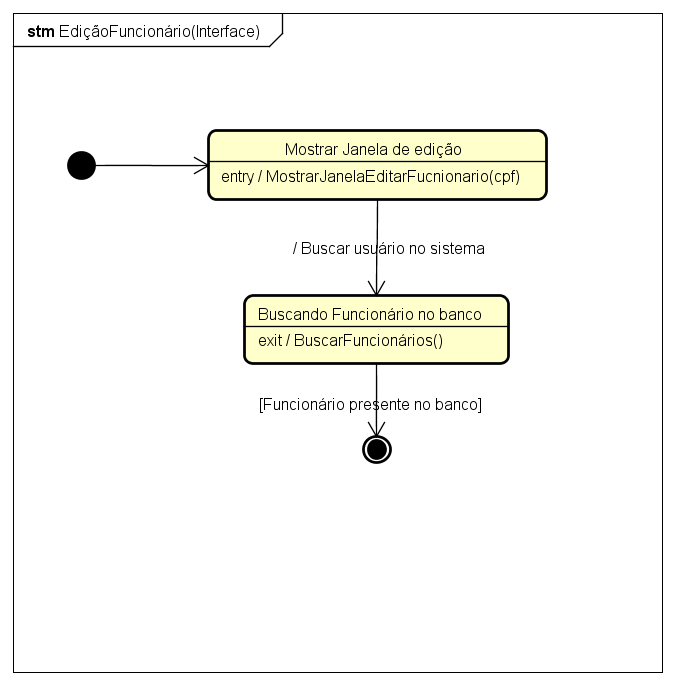 stm EdiçãoFuncionário(Interface)
Mostrar Janela de edição
entry / MostrarJanelaEditarFucnionario(cpf)
/ Buscar usuário no sistema
Buscando Funcionário no banco
exit / BuscarFuncionários()
[Funcionário presente no banco]